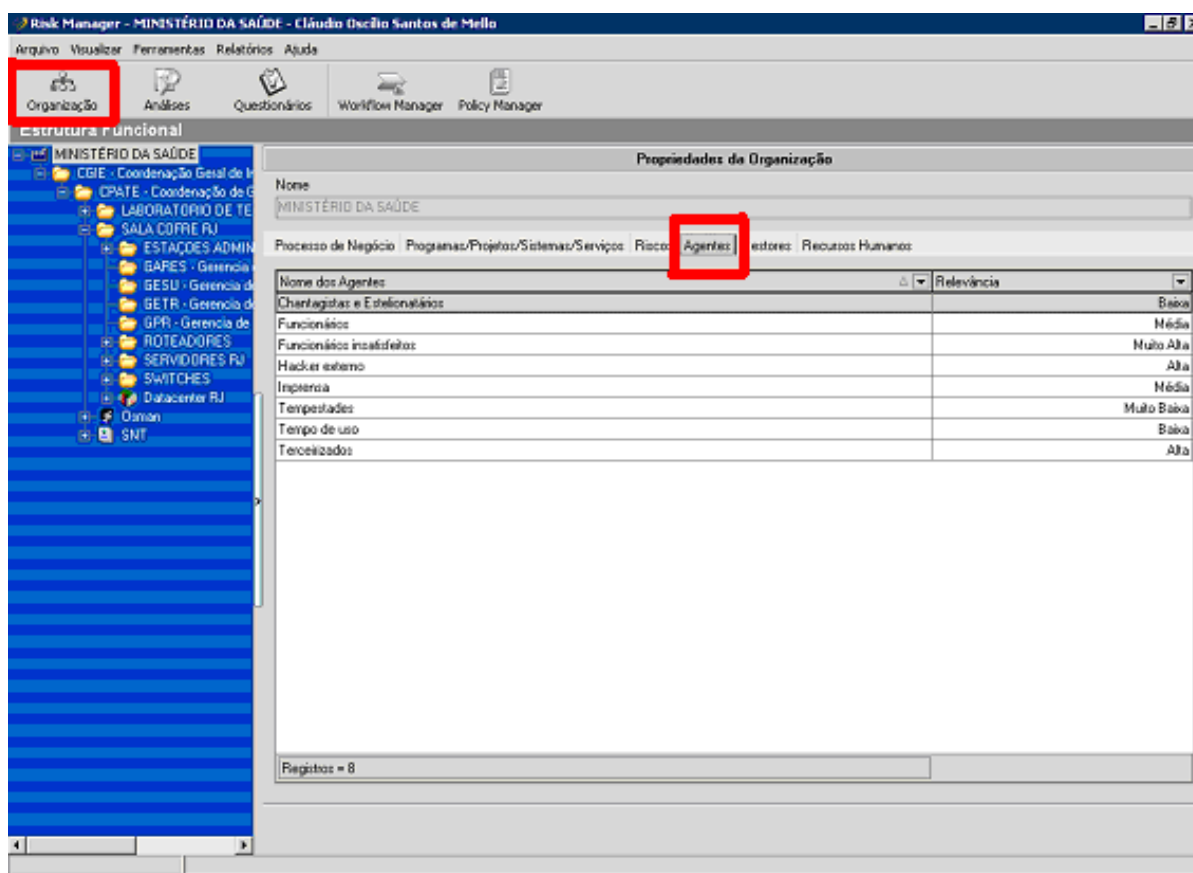 Risk Manager - MINISTÉRIO DA SAÚDE - Cláudio Oscílio Santos de Mello
Arquivo Visualizar Ferramentas Relatórios Ajuda
Organização Análises Questionários Workflow Manager Policy Manager
Estrutura Funcional
MINISTÉRIO DA SAÚDE
CGIE - Coordenação Geral de
CPATE - Coordenação de G
LABORATORIO DE TE
SALA COFRE RJ
ESTAÇOES ADMIN
GARES - Gerencia
GESU - Gerencia d
GETR - Gerencia d
GPR - Gerencia de
ROTEADORES
SERVIDORES RJ
SWITCHES
Datacenter RJ
Osman
SNT
Propriedades da Organização
Nome
MINISTÉRIO DA SAÚDE
Processo de Negócio Programas/Projetos/Sistemas/Serviços Riscos Agentes estores Recursos Humanos
Nome dos Agentes Relevância
Chantagistas e Estelionatários Baixa
Funcionários Média
Funcionários insatisfeitos Muito Alta
Hacker externo Alta
Imprensa Média
Tempestades Muito Baixa
Tempo de uso Baixa
Terceirizados Alta
Registros = 8